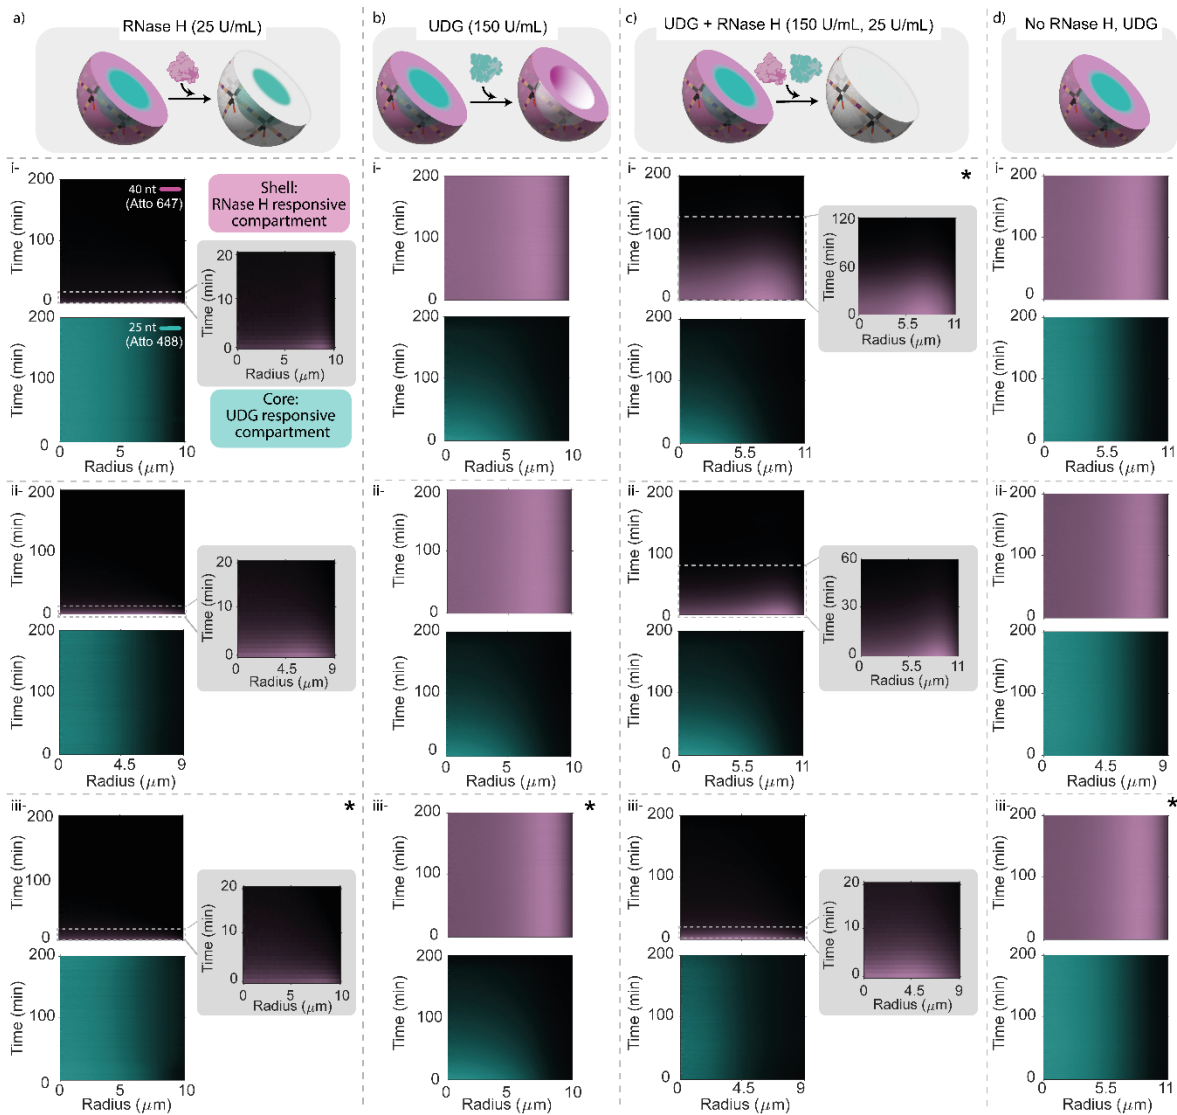 a) RNase H (25 U/mL)
b) UDG (150 U/mL)
c) UDG + RNase H (150 U/mL, 25 U/mL)
d) No RNase H, UDG
i-
200
100
0
Time (min)
40 nt
(Atto 647)
Shell:
RNase H responsive
compartment
20
10
0
Time (min)
0 5 10
Radius (μm)
200
100
0
Time (min)
25 nt
(Atto 488)
0 5 10
Radius (μm)
Core:
UDG responsive
compartment
ii-
200
100
0
Time (min)
20
10
0
Time (min)
0 4.5 9
Radius (μm)
200
100
0
Time (min)
0 4.5 9
Radius (μm)
iii-
*
200
100
0
Time (min)
20
10
0
Time (min)
0 5 10
Radius (μm)
200
100
0
Time (min)
0 5 10
Radius (μm)
i-
200
100
0
Time (min)
200
100
0
Time (min)
0 5 10
Radius (μm)
ii-
200
100
0
Time (min)
200
100
0
Time (min)
0 5 10
Radius (μm)
iii-
*
200
100
0
Time (min)
200
100
0
Time (min)
0 5 10
Radius (μm)
i-
*
200
100
0
Time (min)
120
60
0
Time (min)
0 5.5 11
Radius (μm)
200
100
0
Time (min)
0 5.5 11
Radius (μm)
ii-
200
100
0
Time (min)
60
30
0
Time (min)
0 5.5 11
Radius (μm)
200
100
0
Time (min)
0 5.5 11
Radius (μm)
iii-
200
100
0
Time (min)
20
10
0
Time (min)
0 4.5 9
Radius (μm)
200
100
0
Time (min)
0 4.5 9
Radius (μm)
i-
200
100
0
Time (min)
200
100
0
Time (min)
0 5.5 11
Radius (μm)
ii-
200
100
0
Time (min)
200
100
0
Time (min)
0 4.5 9
Radius (μm)
iii-
*
200
100
0
Time (min)
200
100
0
Time (min)
0 5.5 11
Radius (μm)